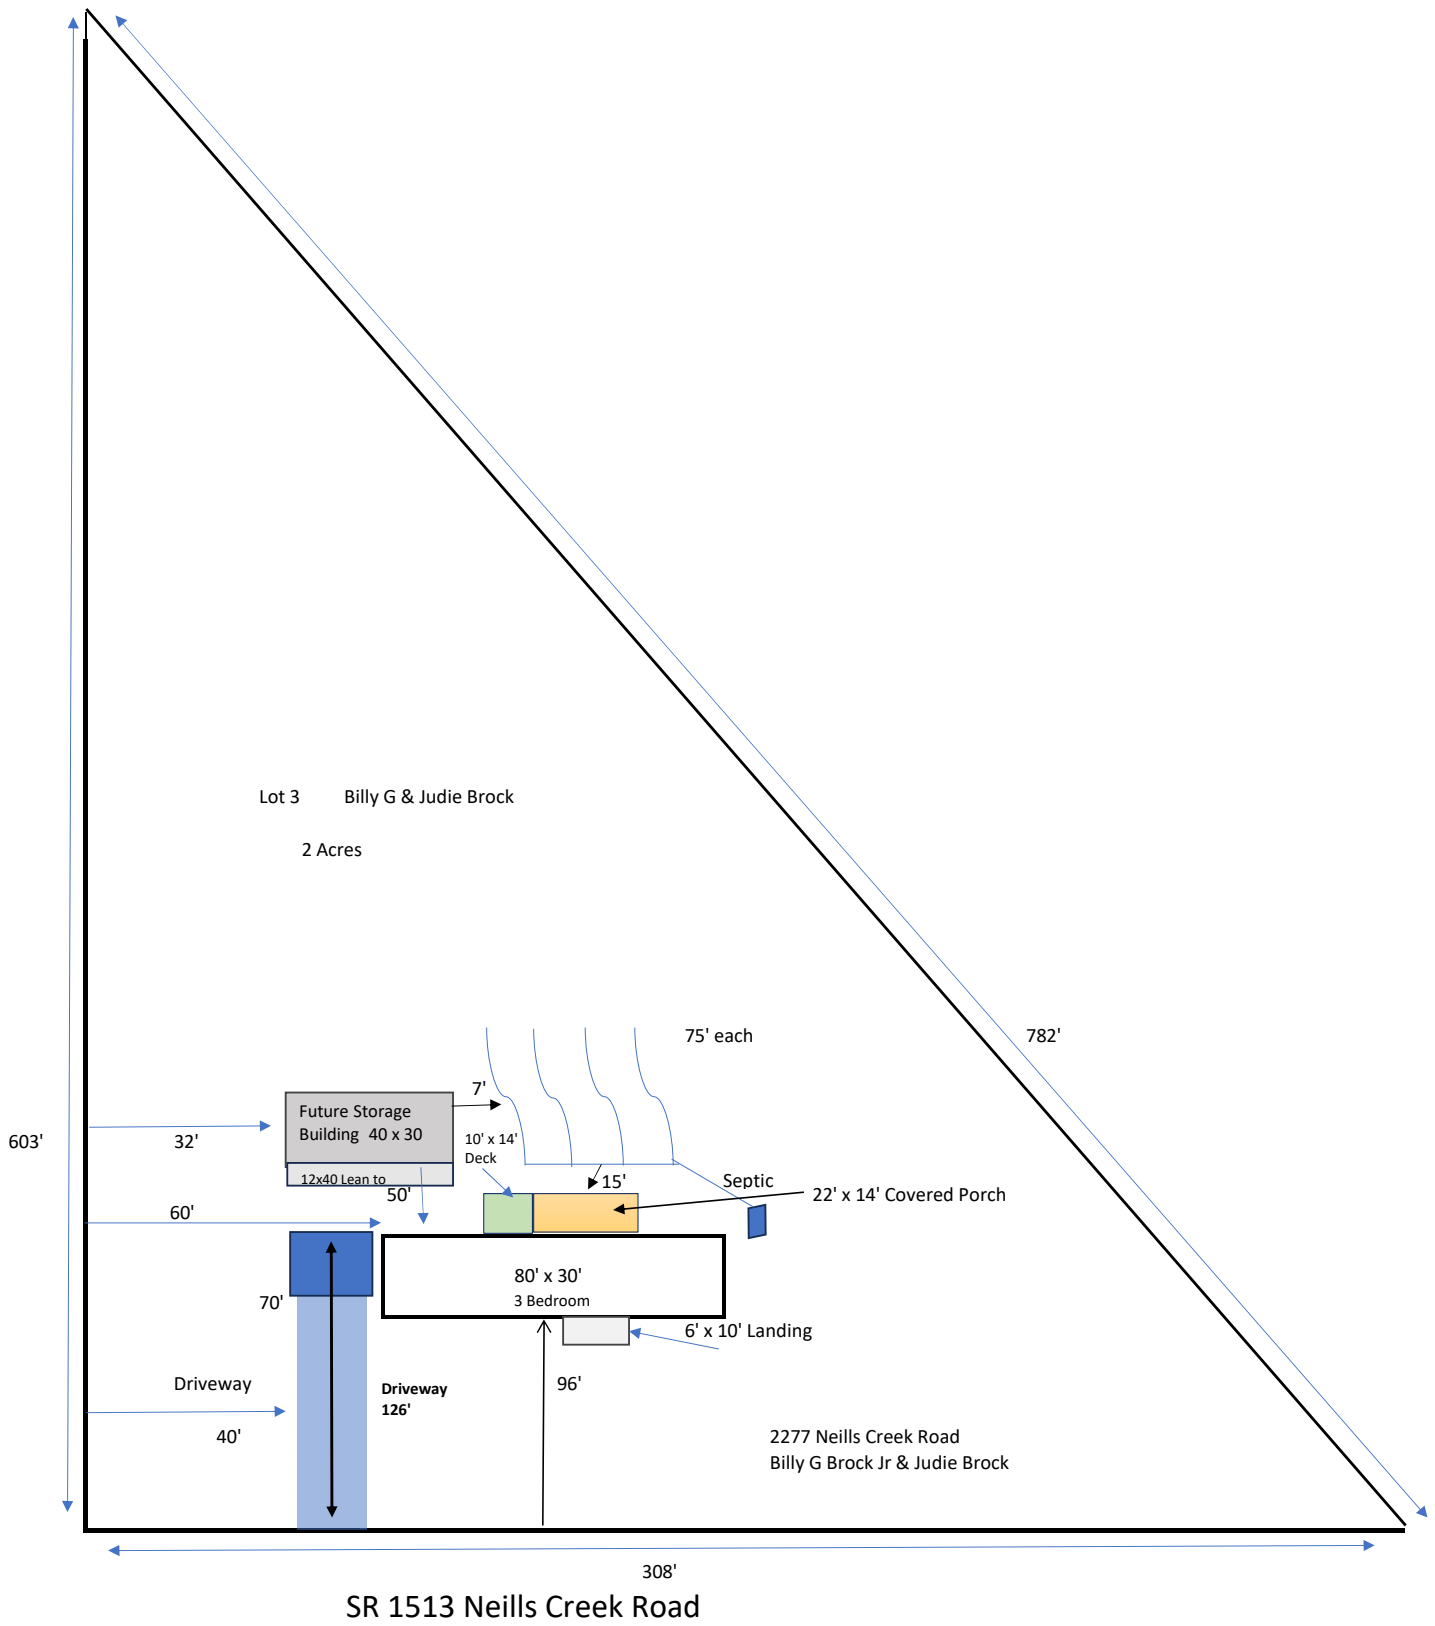 Lot 3 Billy G & Judie Brock
2 Acres
75' each
782'
7'
Future Storage
Building 40 x 30
603'
32'
10' x 14'
Deck
12x40 Lean to
50'
15'
Septic
22' x 14' Covered Porch
60'
80' x 30'
3 Bedroom
70'
6' x 10' Landing
Driveway
Driveway
126'
96'
40'
2277 Neills Creek Road
Billy G Brock Jr & Judie Brock
308'
SR 1513 Neills Creek Road